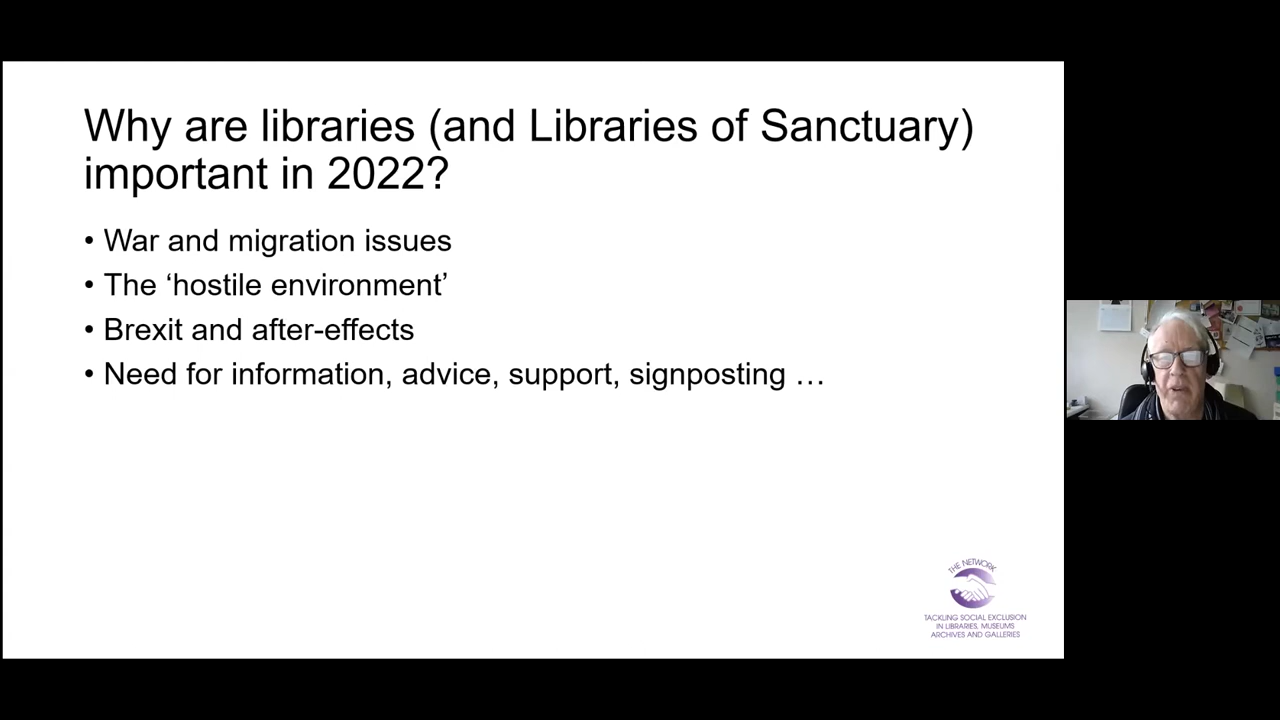 Why are libraries (and Libraries of Sanctuary)
important in 2022?
• War and migration issues
• The ‘hostile environment’
• Brexit and after-effects
• Need for information, advice, support, signposting …
THE NETWORK
TACKLING SOCIAL EXCLUSION
IN LIBRARIES, MUSEUMS
ARCHIVES AND GALLERIES